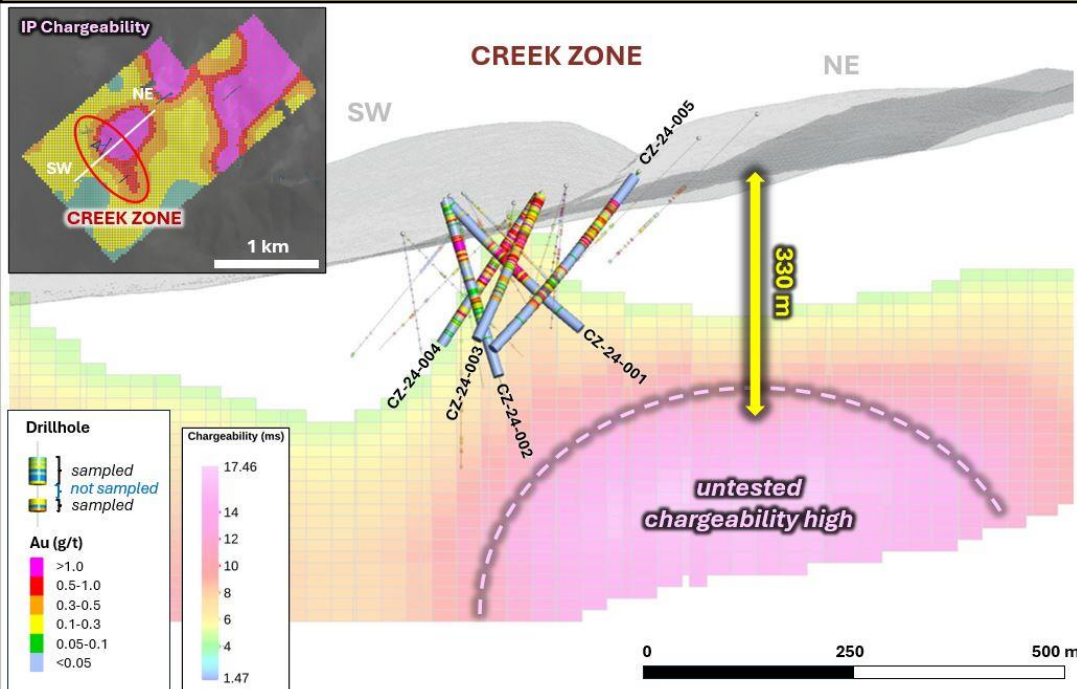 IP Chargeability
NE
SW
CREEK ZONE
1 km
CREEK ZONE
SW
NE
CZ-24-005
330 m
CZ-24-004
CZ-24-003
CZ-24-002
CZ-24-001
untested
chargeability high
Drillhole
sampled
not sampled
sampled
Au (g/t)
>1.0
0.5-1.0
0.3-0.5
0.1-0.3
0.05-0.1
<0.05
Chargeability (ms)
17.46
14
12
10
8
6
4
1.47
0 250 500 m